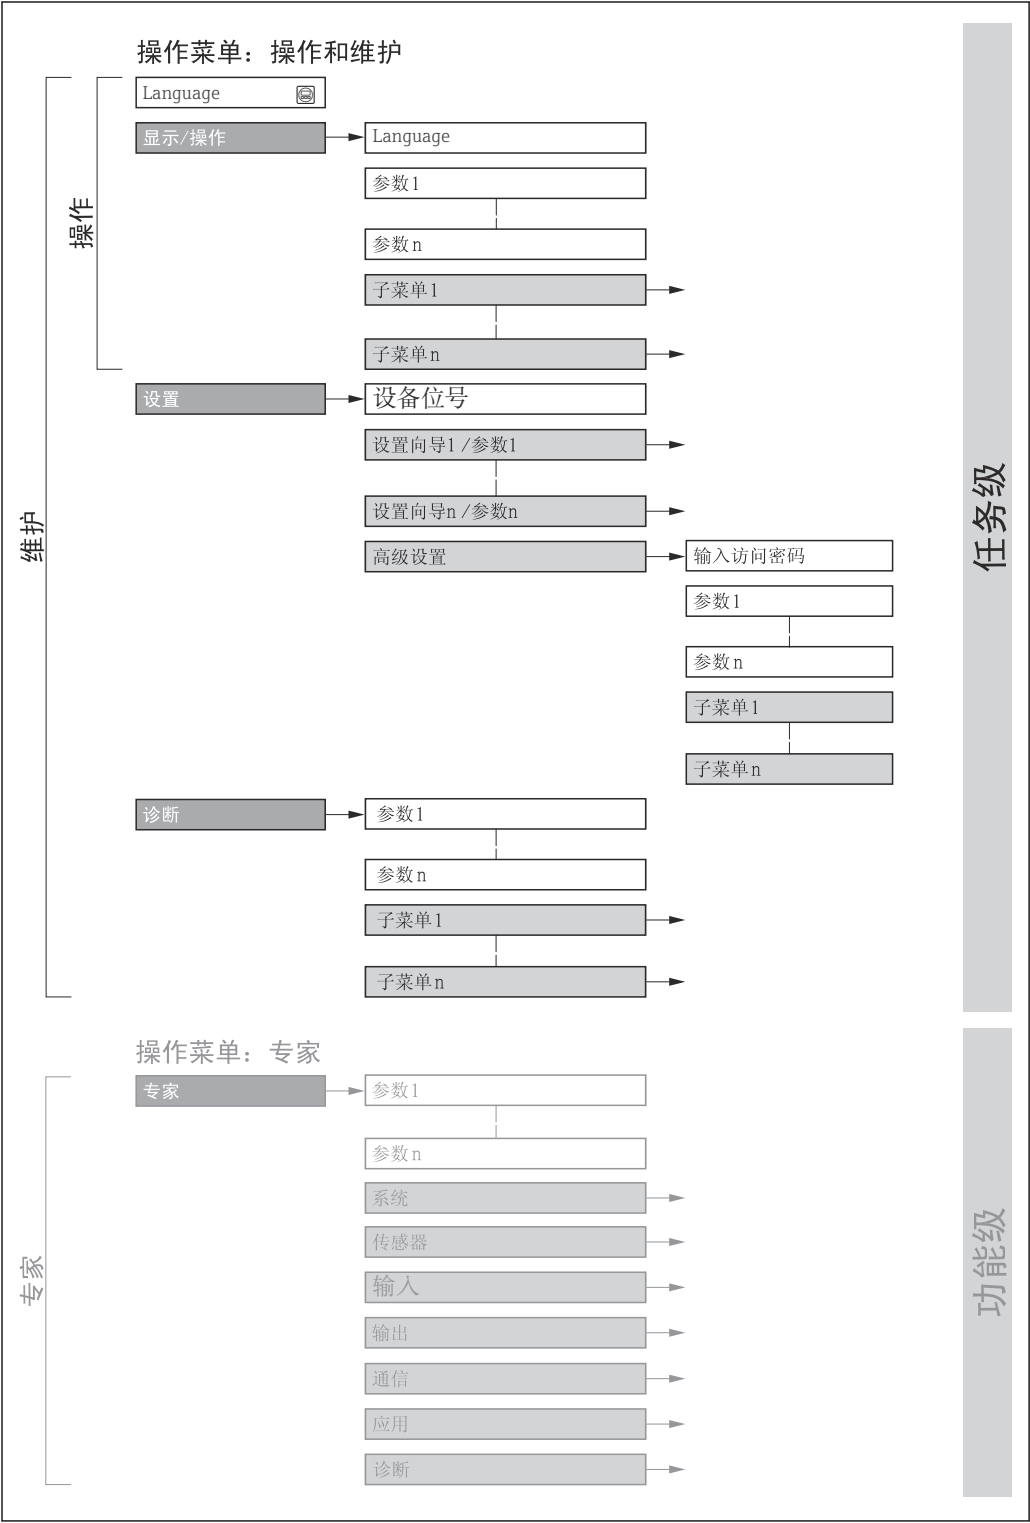 操作菜单：操作和维护
Language
显示/操作
Language
参数1
参数n
子菜单1
子菜单n
操作
设置
设备位号
设置向导1 /参数1
设置向导n /参数n
高级设置
输入访问密码
参数1
参数n
子菜单1
子菜单n
维护
任务级
诊断
参数1
参数n
子菜单1
子菜单n
操作菜单：专家
专家
参数1
参数n
系统
传感器
输入
输出
通信
应用
诊断
专家
功能级